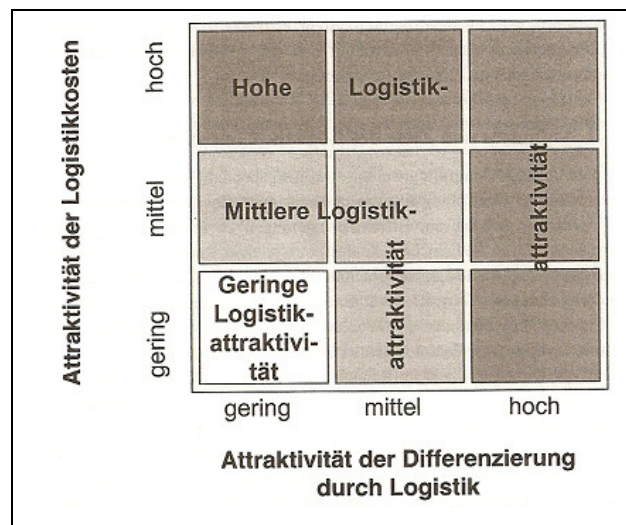 Attraktivität der Logistikkosten
hoch
mittel
gering
Hohe Logistik-
attraktivität
Mittlere Logistik-
attraktivität
Geringe
Logistik-
attraktivi-
tät
gering mittel hoch
Attraktivität der Differenzierung
durch Logistik